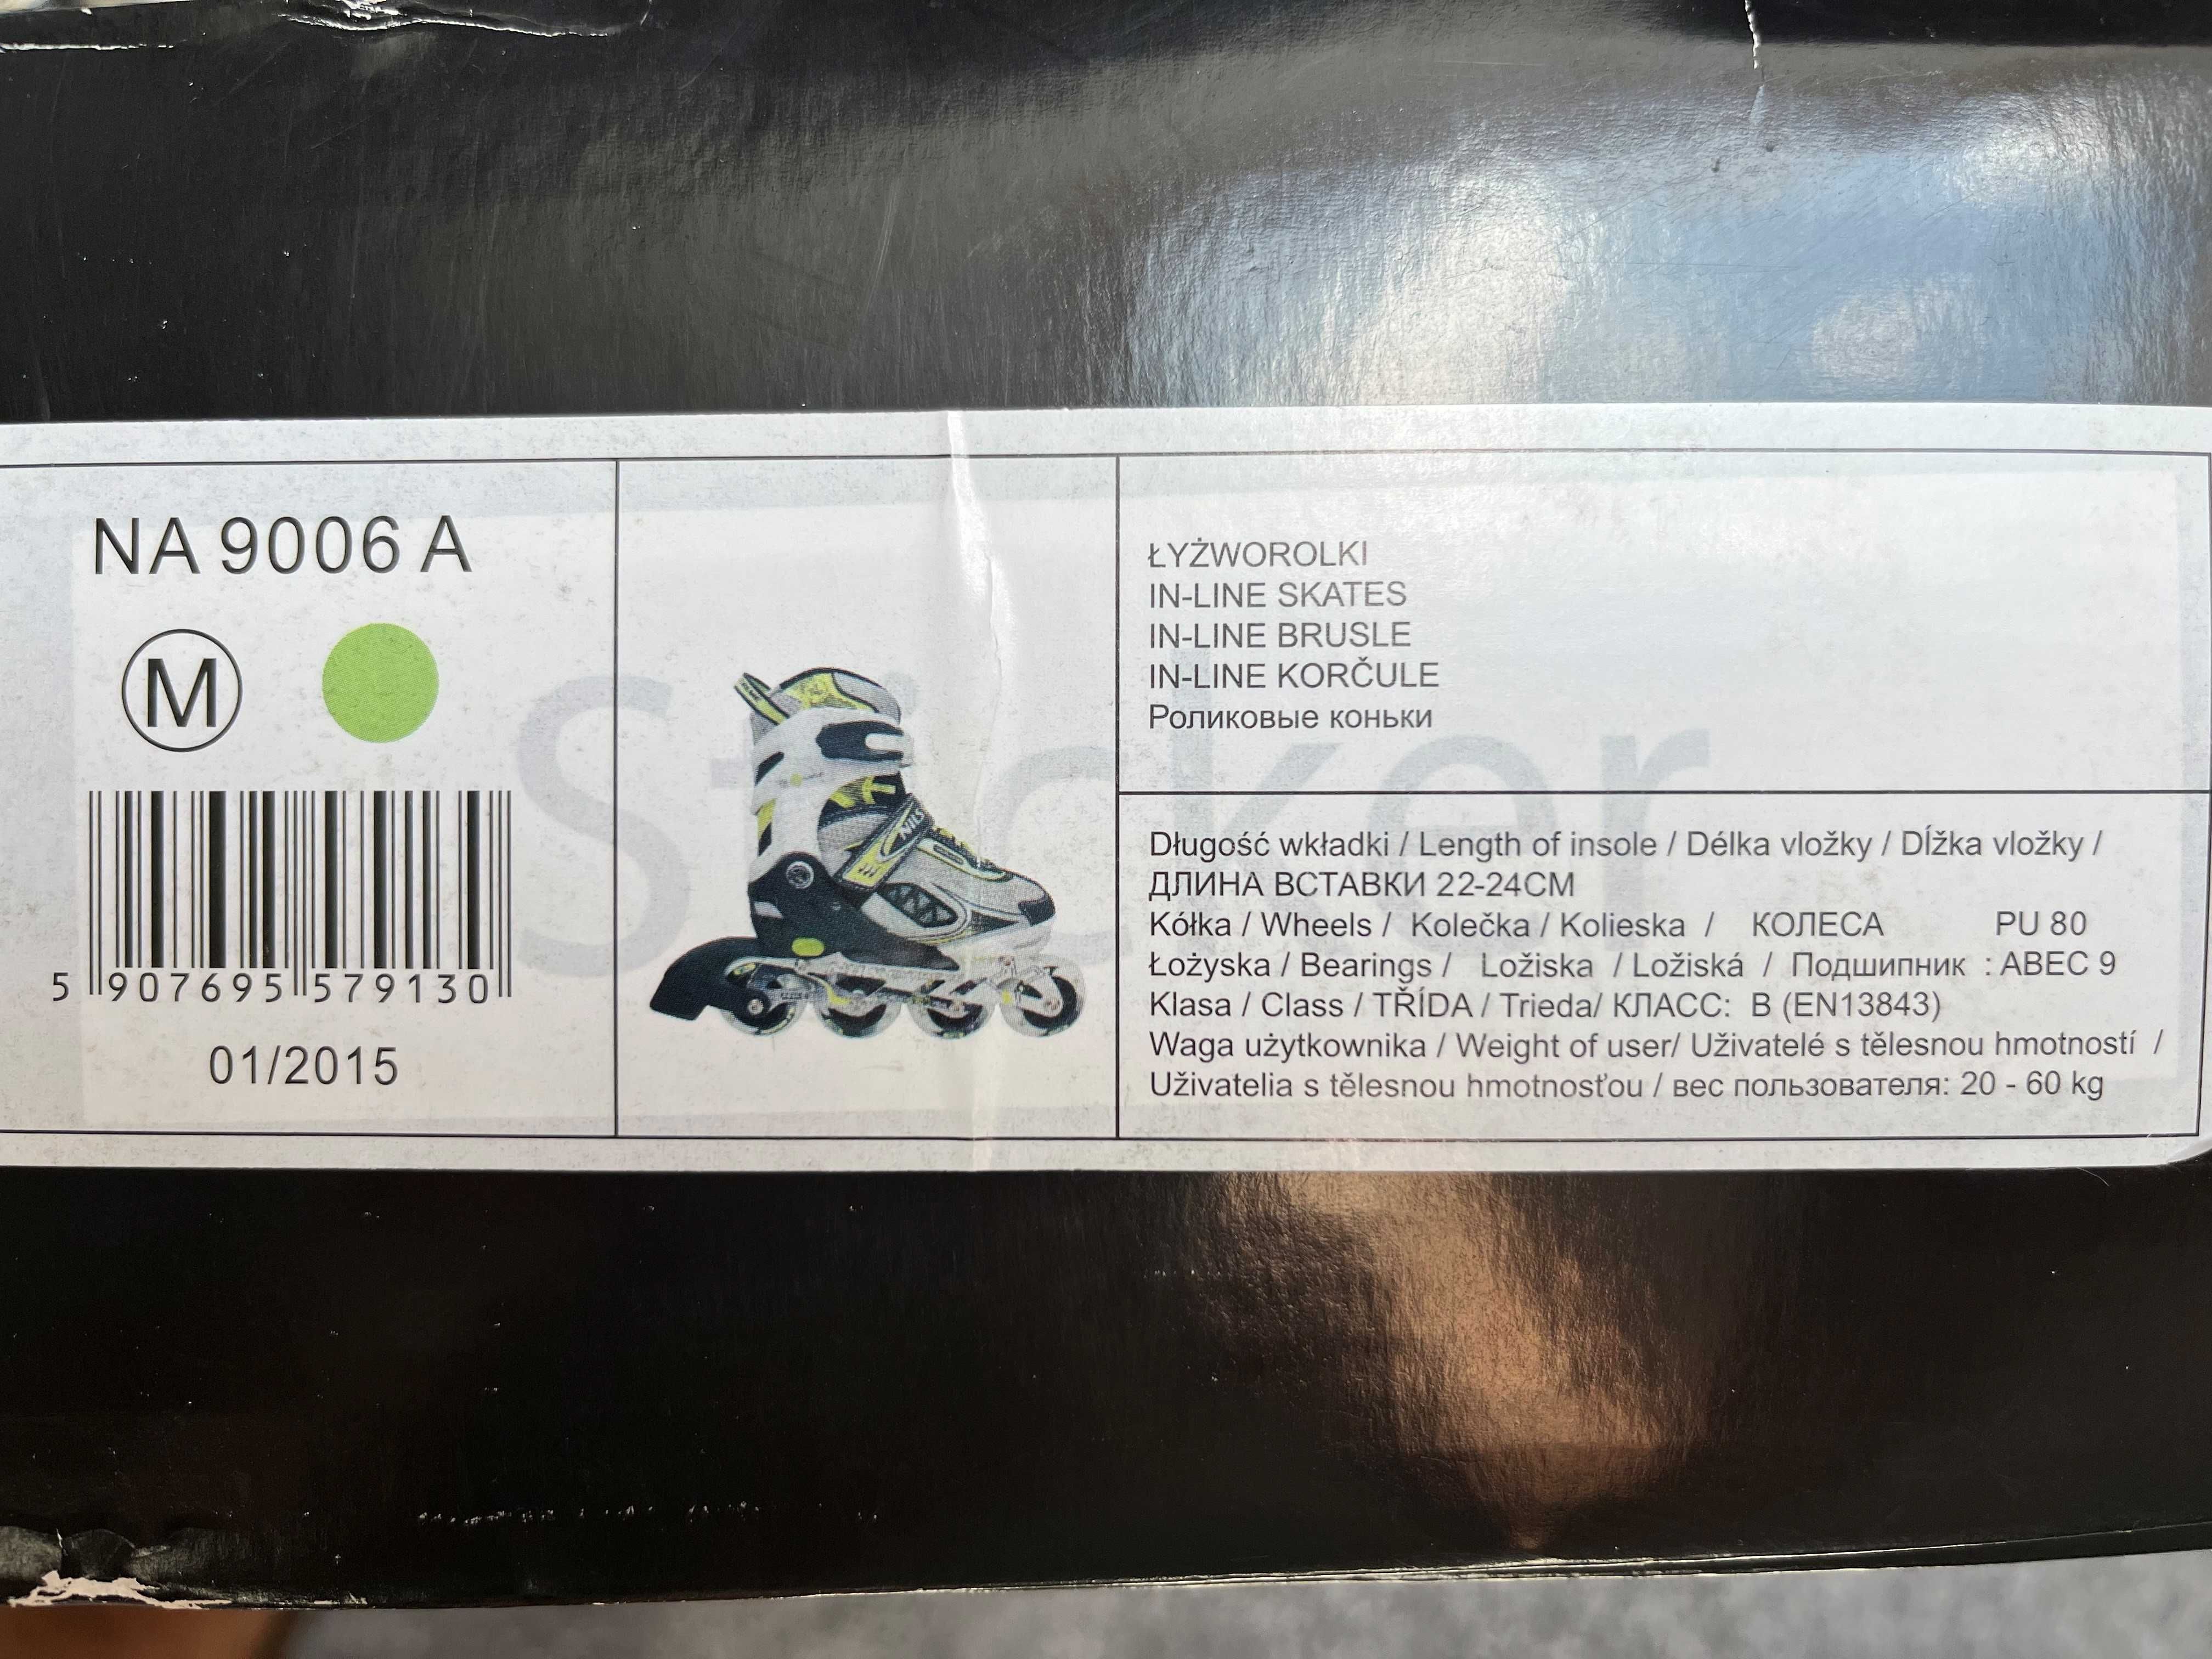 NA 9006 A
M
5 907695 579130
01/2015
Sticker
NILS
ŁYŻWOROLKI
IN-LINE SKATES
IN-LINE BRUSLE
IN-LINE KORČULE
Роликовые коньки
Długość wkładki / Length of insole / Délka vložky / Dĺžka vložky /
ДЛИНА ВСТАВКИ 22-24CM
Kółka / Wheels / Kolečka / Kolieska / КОЛЕСА PU 80
Łożyska / Bearings / Ložiska / Ložiská / Подшипник : ABEC 9
Klasa / Class / TŘÍDA / Trieda/ КЛАСС: B (EN13843)
Waga użytkownika / Weight of user/ Uživatelé s tělesnou hmotností /
Uživatelia s tělesnou hmotnosťou / вес пользователя: 20 - 60 kg